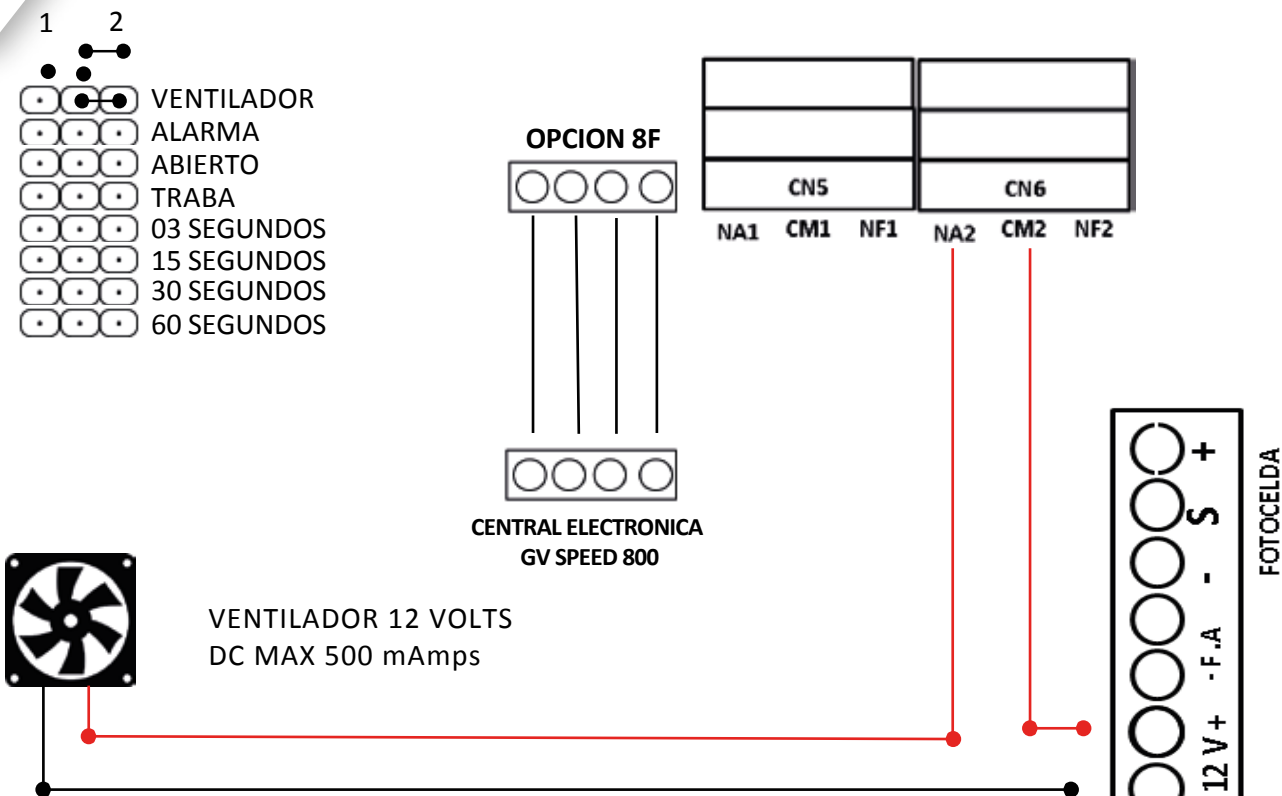 1 2
VENTILADOR
ALARMA
ABIERTO
TRABA
03 SEGUNDOS
15 SEGUNDOS
30 SEGUNDOS
60 SEGUNDOS
OPCION 8F
CENTRAL ELECTRONICA
GV SPEED 800
CN5 CN6
NA1 CM1 NF1 NA2 CM2 NF2
VENTILADOR 12 VOLTS
DC MAX 500 mAmps
+
S
-
- F.A
12 V +
FOTOCELDA